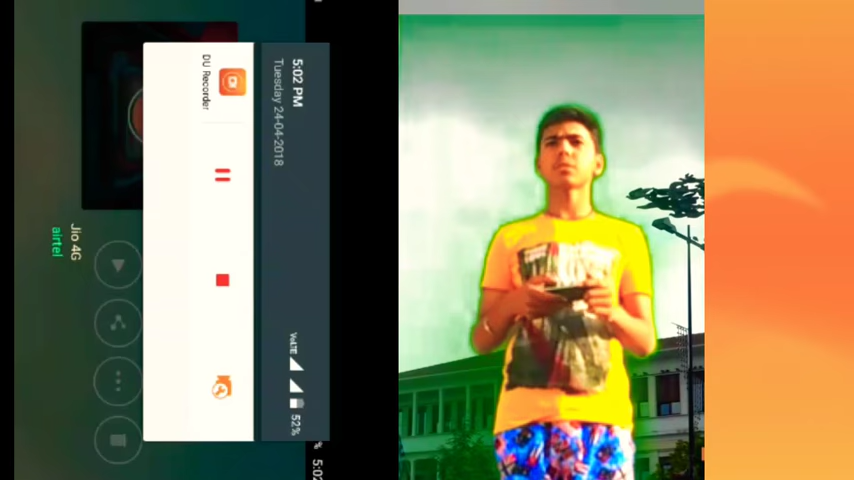 5:02 PM
Tuesday 24-04-2018
VoLTE
52%
DU Recorder
Jio 4G
airtel
%
5:02